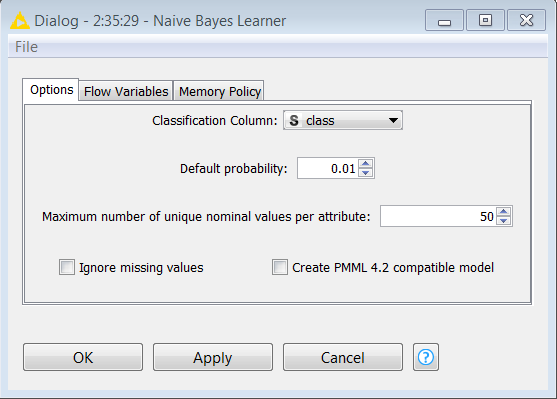 Dialog - 2:35:29 - Naive Bayes Learner
File
Options Flow Variables Memory Policy
Classification Column: S class
Default probability: 0.01
Maximum number of unique nominal values per attribute: 50
Ignore missing values Create PMML 4.2 compatible model
OK Apply Cancel ?